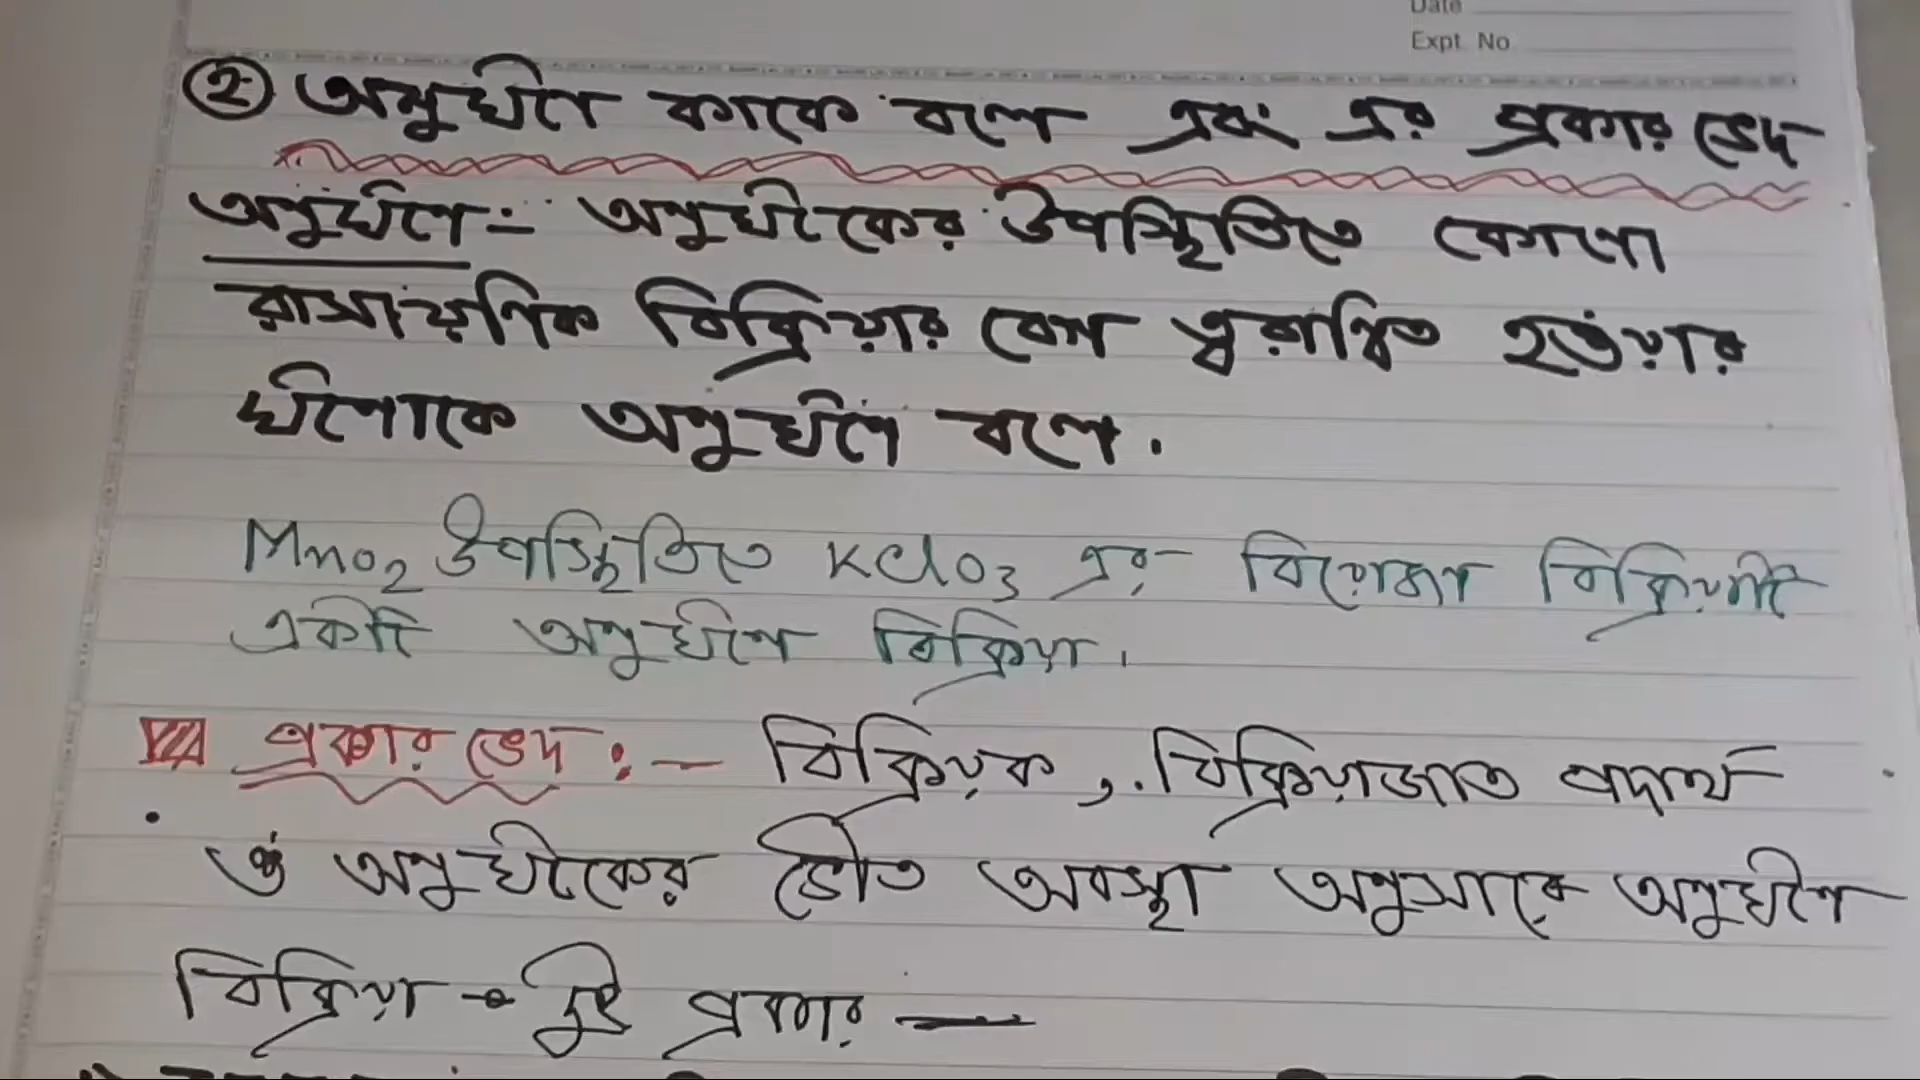 Date
Expt. No
② অনুঘটন কাকে বলে এবং এর প্রকার ভেদ
অনুঘটন :- অনুঘটকের উপস্থিতিতে কোনো
রাসায়ণিক বিক্রিয়ার বেগ ত্বরান্বিত হওয়ার
ঘটনাকে অনুঘটন বলে.
MnO2 উপস্থিতিতে KClO3 এর বিয়োজন বিক্রিয়াটি
একটি অনুঘটন বিক্রিয়া.
প্রকার ভেদ :- বিক্রিয়ক, বিক্রিয়াজাত পদার্থ
ও অনুঘটকের ভৌত অবস্থা অনুসারে অনুঘটন
বিক্রিয়া → দুই প্রকার —